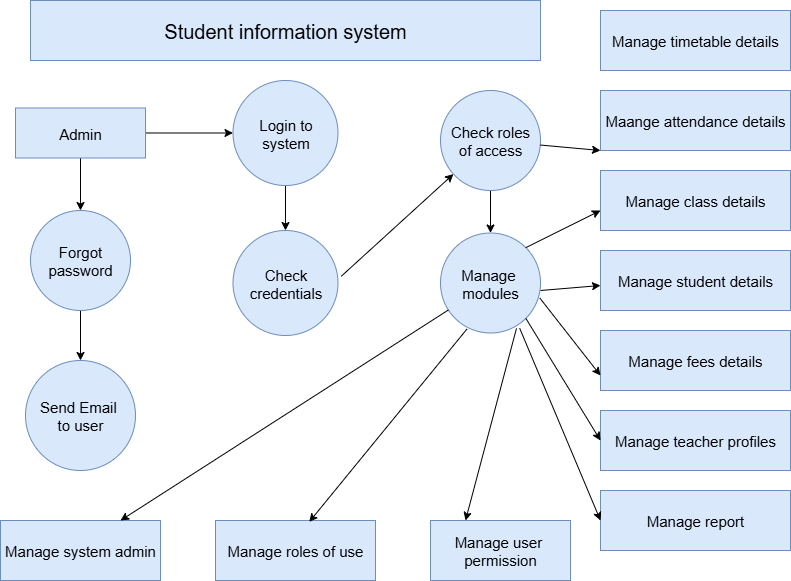 Student information system
Manage timetable details
Admin
Login to
system
Check roles
of access
Maange attendance details
Manage class details
Forgot
password
Check
credentials
Manage
modules
Manage student details
Manage fees details
Send Email
to user
Manage teacher profiles
Manage system admin
Manage roles of use
Manage user
permission
Manage report